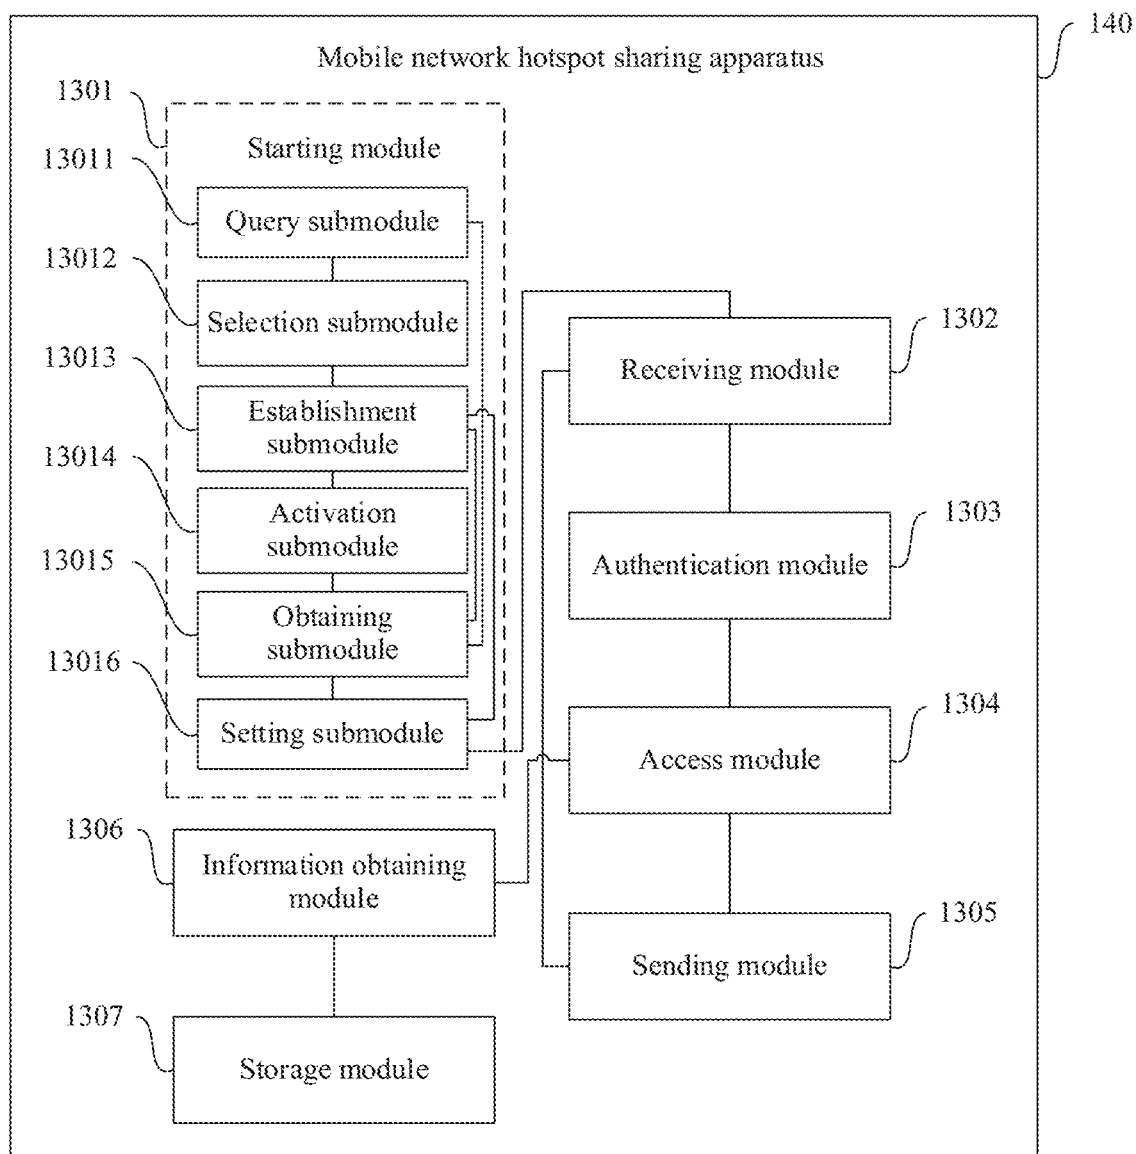 140
Mobile network hotspot sharing apparatus
1301
Starting module
13011
Query submodule
13012
Selection submodule
13013
Establishment
submodule
13014
Activation
submodule
13015
Obtaining
submodule
13016
Setting submodule
1302
Receiving module
1303
Authentication module
1304
Access module
1305
Sending module
1306
Information obtaining
module
1307
Storage module